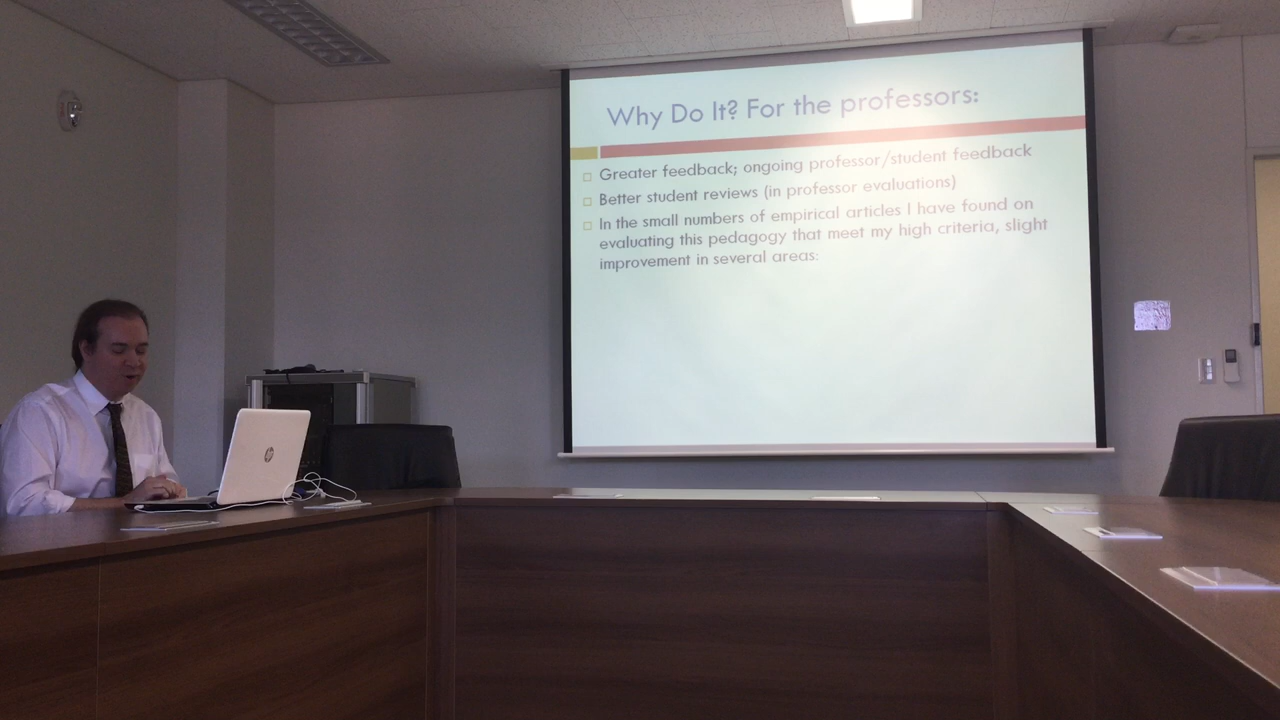 Why Do It? For the professors:
Greater feedback; ongoing professor/student feedback
Better student reviews (in professor evaluations)
In the small numbers of empirical articles I have found on
evaluating this pedagogy that meet my high criteria, slight
improvement in several areas:
hp